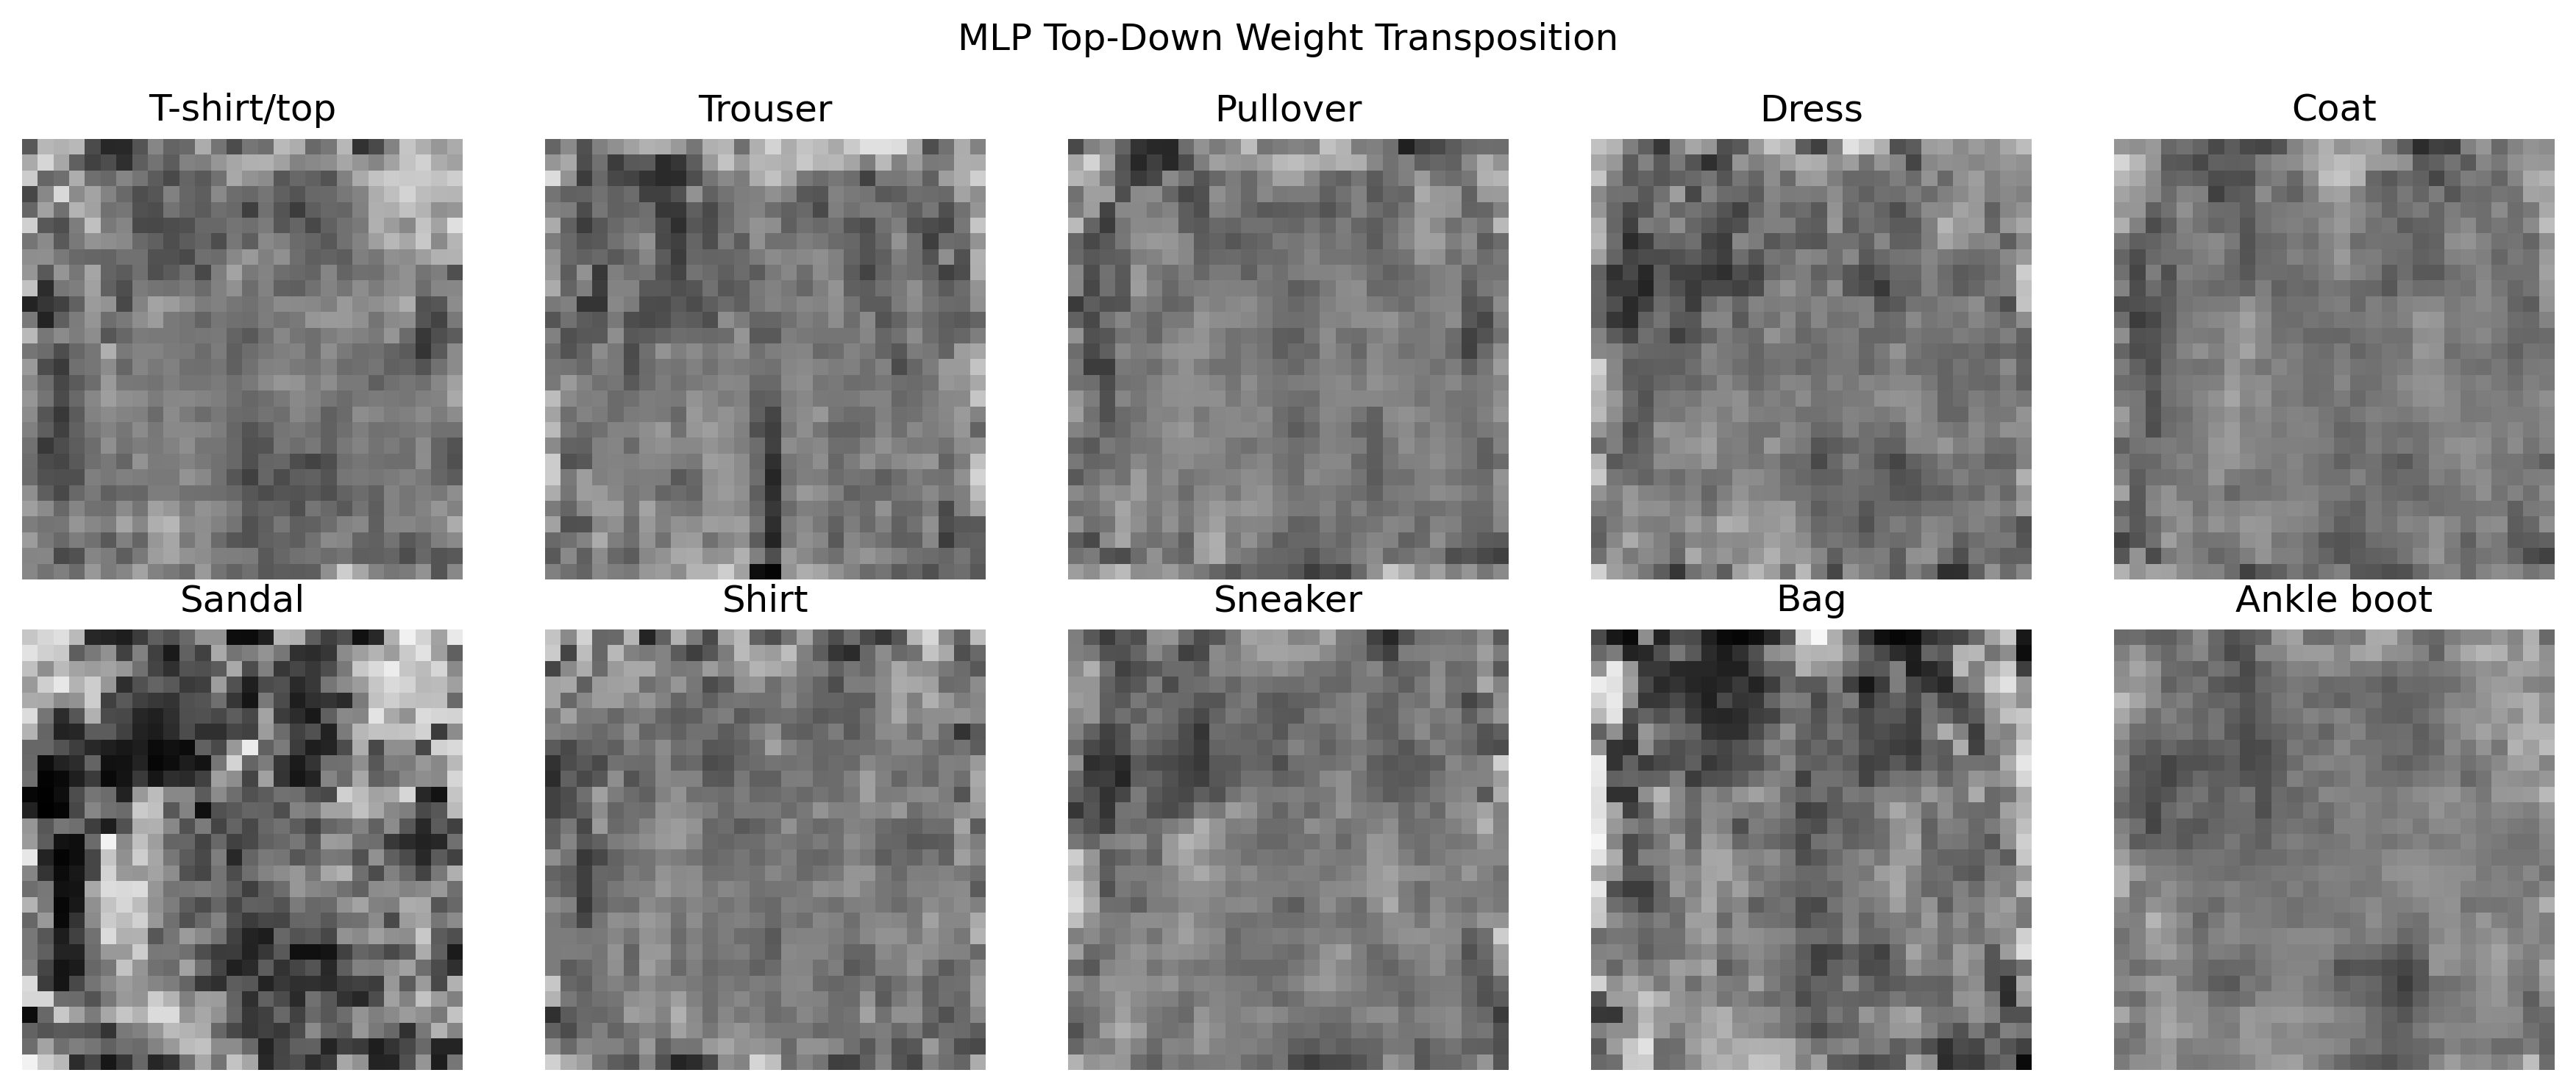 MLP Top-Down Weight Transposition
T-shirt/top
Trouser
Pullover
Dress
Coat
Sandal
Shirt
Sneaker
Bag
Ankle boot